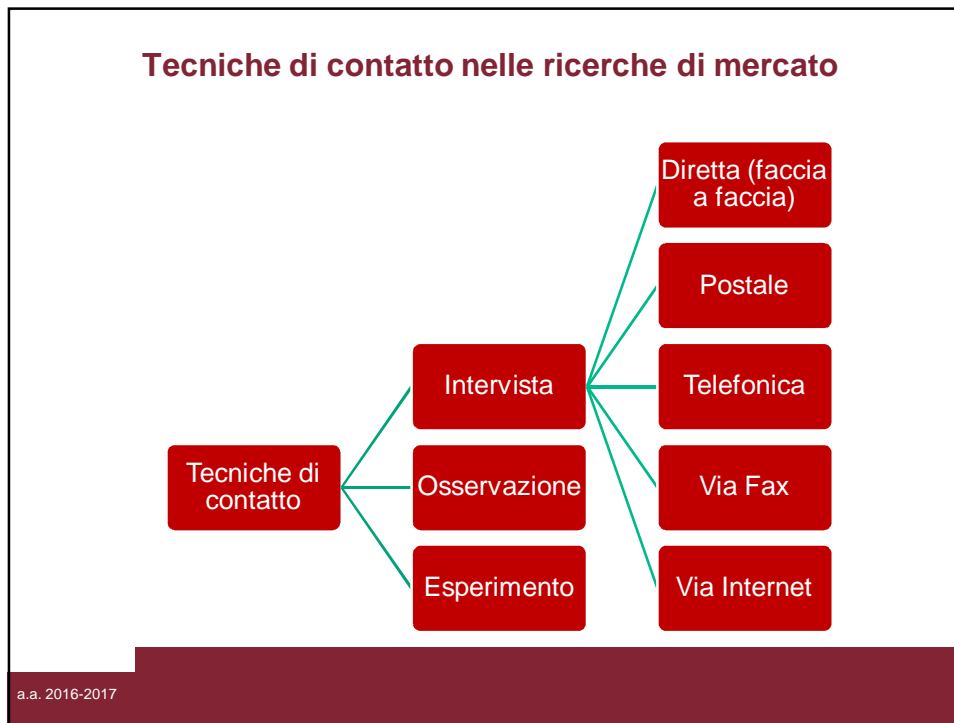 Tecniche di contatto nelle ricerche di mercato
Tecniche di
contatto
Intervista
Osservazione
Esperimento
Diretta (faccia
a faccia)
Postale
Telefonica
Via Fax
Via Internet
a.a. 2016-2017